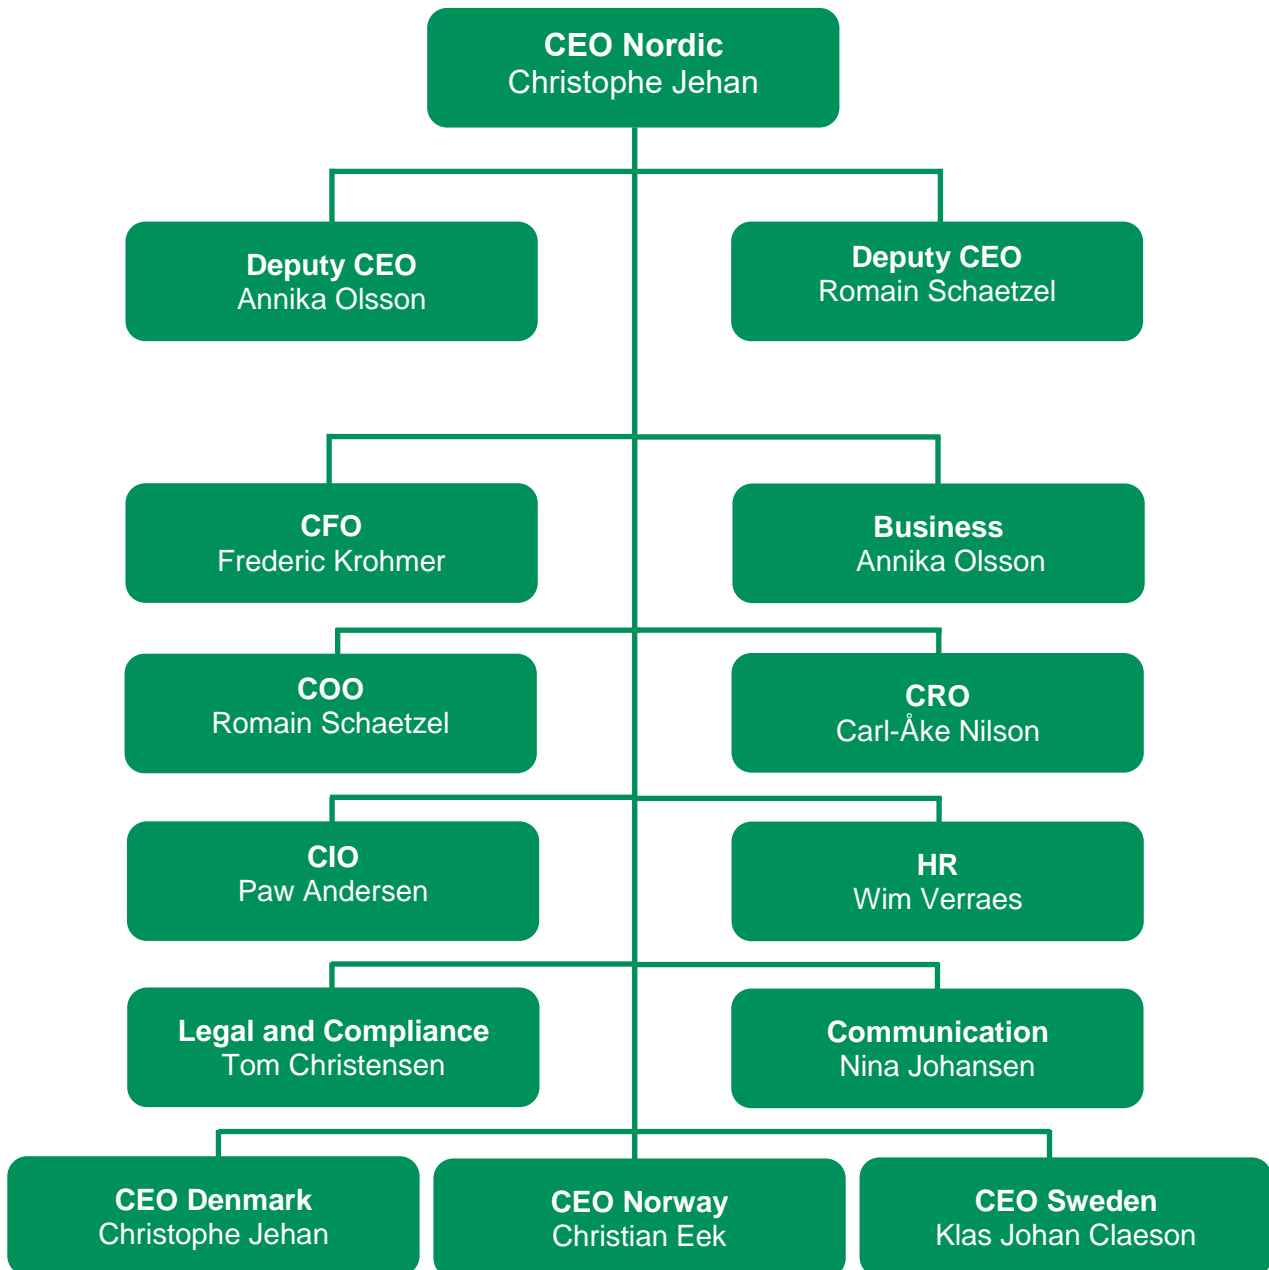 CEO Nordic
Christophe Jehan
Deputy CEO
Annika Olsson
Deputy CEO
Romain Schaetzel
CFO
Frederic Krohmer
Business
Annika Olsson
COO
Romain Schaetzel
CRO
Carl-Åke Nilson
CIO
Paw Andersen
HR
Wim Verraes
Legal and Compliance
Tom Christensen
Communication
Nina Johansen
CEO Denmark
Christophe Jehan
CEO Norway
Christian Eek
CEO Sweden
Klas Johan Claeson